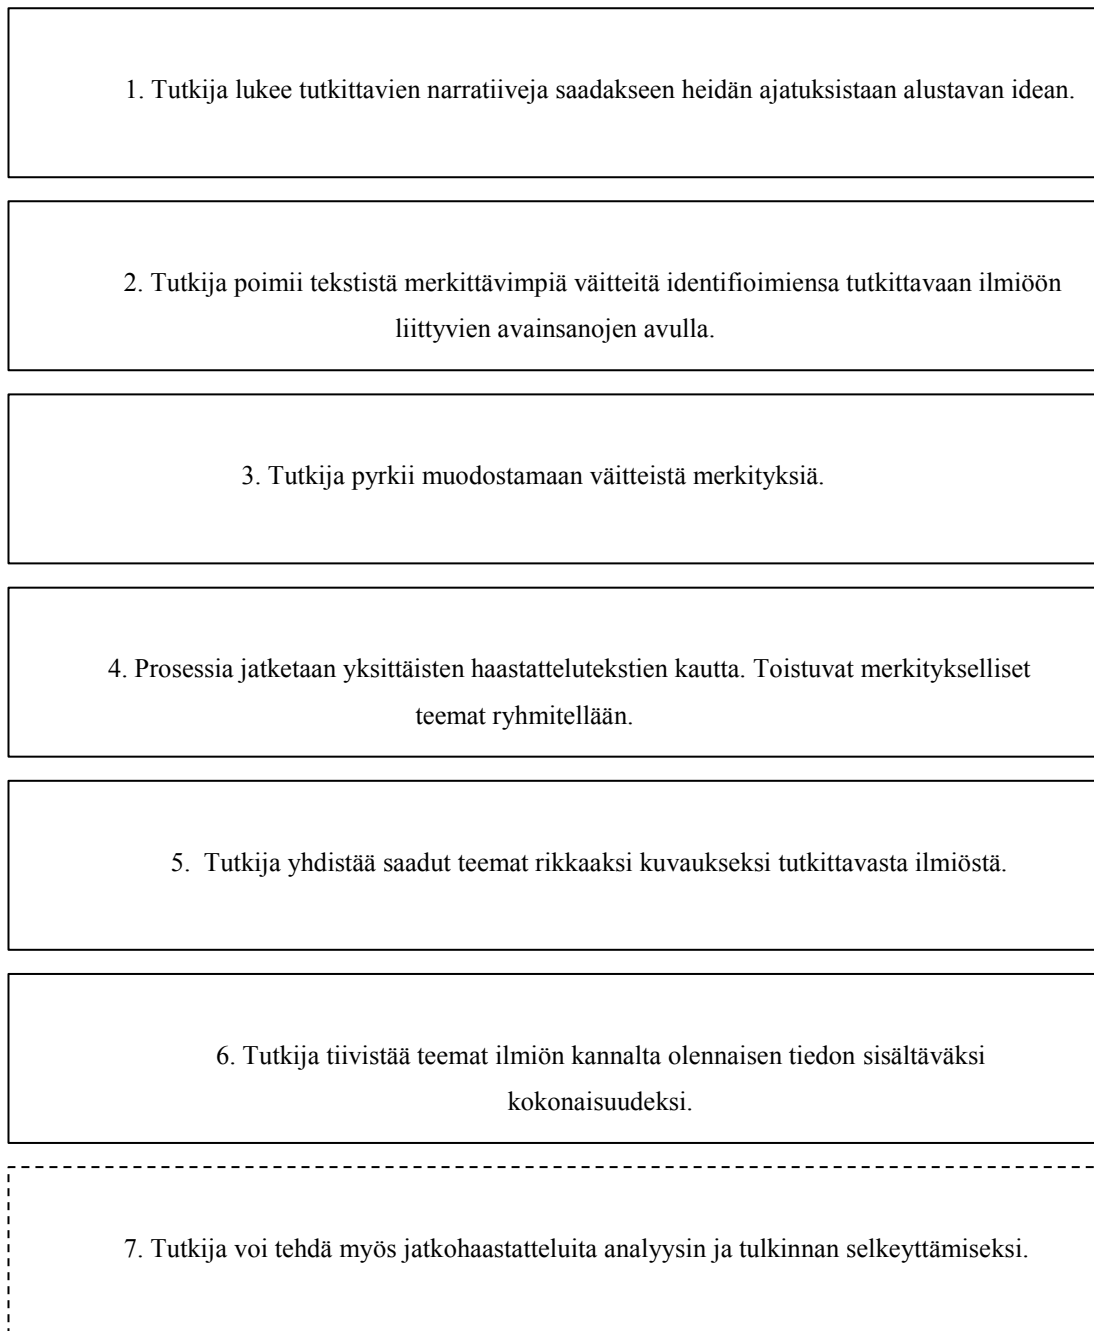 1. Tutkija lukee tutkittavien narratiiveja saadakseen heidän ajatuksistaan alustavan idean.
2. Tutkija poimii tekstistä merkittävimpiä väitteitä identifioimiensa tutkittavaan ilmiöön
liittyvien avainsanojen avulla.
3. Tutkija pyrkii muodostamaan väitteistä merkityksiä.
4. Prosessia jatketaan yksittäisten haastattelutekstien kautta. Toistuvat merkitykselliset
teemat ryhmitellään.
5. Tutkija yhdistää saadut teemat rikkaaksi kuvaukseksi tutkittavasta ilmiöstä.
6. Tutkija tiivistää teemat ilmiön kannalta olennaisen tiedon sisältäväksi
kokonaisuudeksi.
7. Tutkija voi tehdä myös jatkohaastatteluita analyysin ja tulkinnan selkeyttämiseksi.